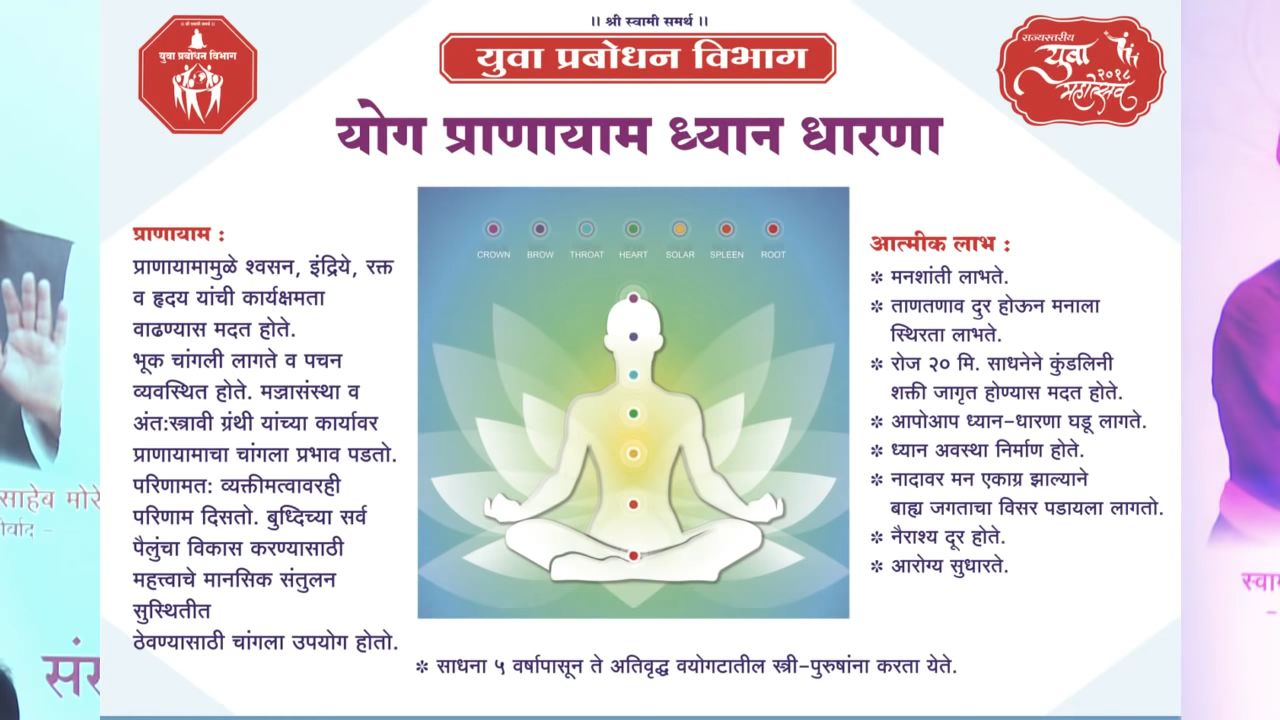 ।। श्री स्वामी समर्थ ।।
युवा प्रबोधन विभाग
युवा प्रबोधन विभाग
राज्यस्तरीय
युवा
२०१८
महोत्सव
योग प्राणायाम ध्यान धारणा
प्राणायाम :
प्राणायामामुळे श्वसन, इंद्रिये, रक्त
व हृदय यांची कार्यक्षमता
वाढण्यास मदत होते.
भूक चांगली लागते व पचन
व्यवस्थित होते. मज्जासंस्था व
अंत:स्त्रावी ग्रंथी यांच्या कार्यावर
प्राणायामाचा चांगला प्रभाव पडतो.
परिणामत: व्यक्तीमत्वावरही
परिणाम दिसतो. बुध्दिच्या सर्व
पैलुंचा विकास करण्यासाठी
महत्त्वाचे मानसिक संतुलन
सुस्थितीत
ठेवण्यासाठी चांगला उपयोग होतो.
CROWN BROW THROAT HEART SOLAR SPLEEN ROOT
आत्मीक लाभ :
✻ मनशांती लाभते.
✻ ताणतणाव दुर होऊन मनाला
स्थिरता लाभते.
✻ रोज २० मि. साधनेने कुंडलिनी
शक्ती जागृत होण्यास मदत होते.
✻ आपोआप ध्यान-धारणा घडू लागते.
✻ ध्यान अवस्था निर्माण होते.
✻ नादावर मन एकाग्र झाल्याने
बाह्य जगताचा विसर पडायला लागतो.
✻ नैराश्य दूर होते.
✻ आरोग्य सुधारते.
✻ साधना ५ वर्षापासून ते अतिवृद्ध वयोगटातील स्त्री-पुरुषांना करता येते.
साहेब मोरे